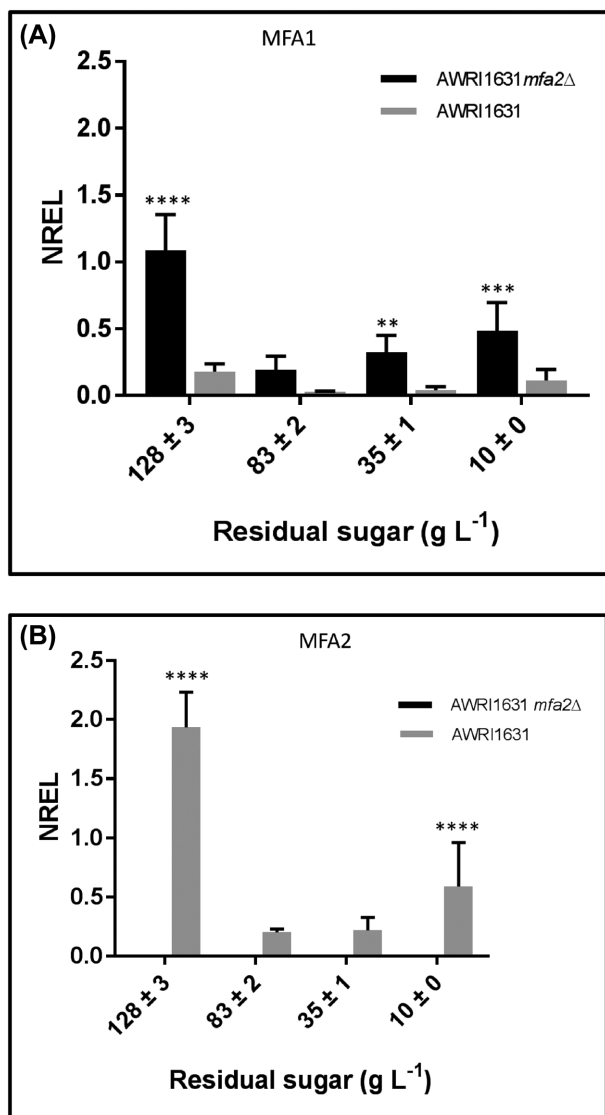 (A)
MFA1
2.5
AWRI1631mfa2Δ
AWRI1631
2.0
1.5
1.0
0.5
0.0
NREL
****
**
***
128 ± 3
83 ± 2
35 ± 1
10 ± 0
Residual sugar (g L-1)
(B)
MFA2
2.5
****
AWRI1631 mfa2Δ
AWRI1631
2.0
1.5
1.0
0.5
0.0
NREL
****
128 ± 3
83 ± 2
35 ± 1
10 ± 0
Residual sugar (g L-1)